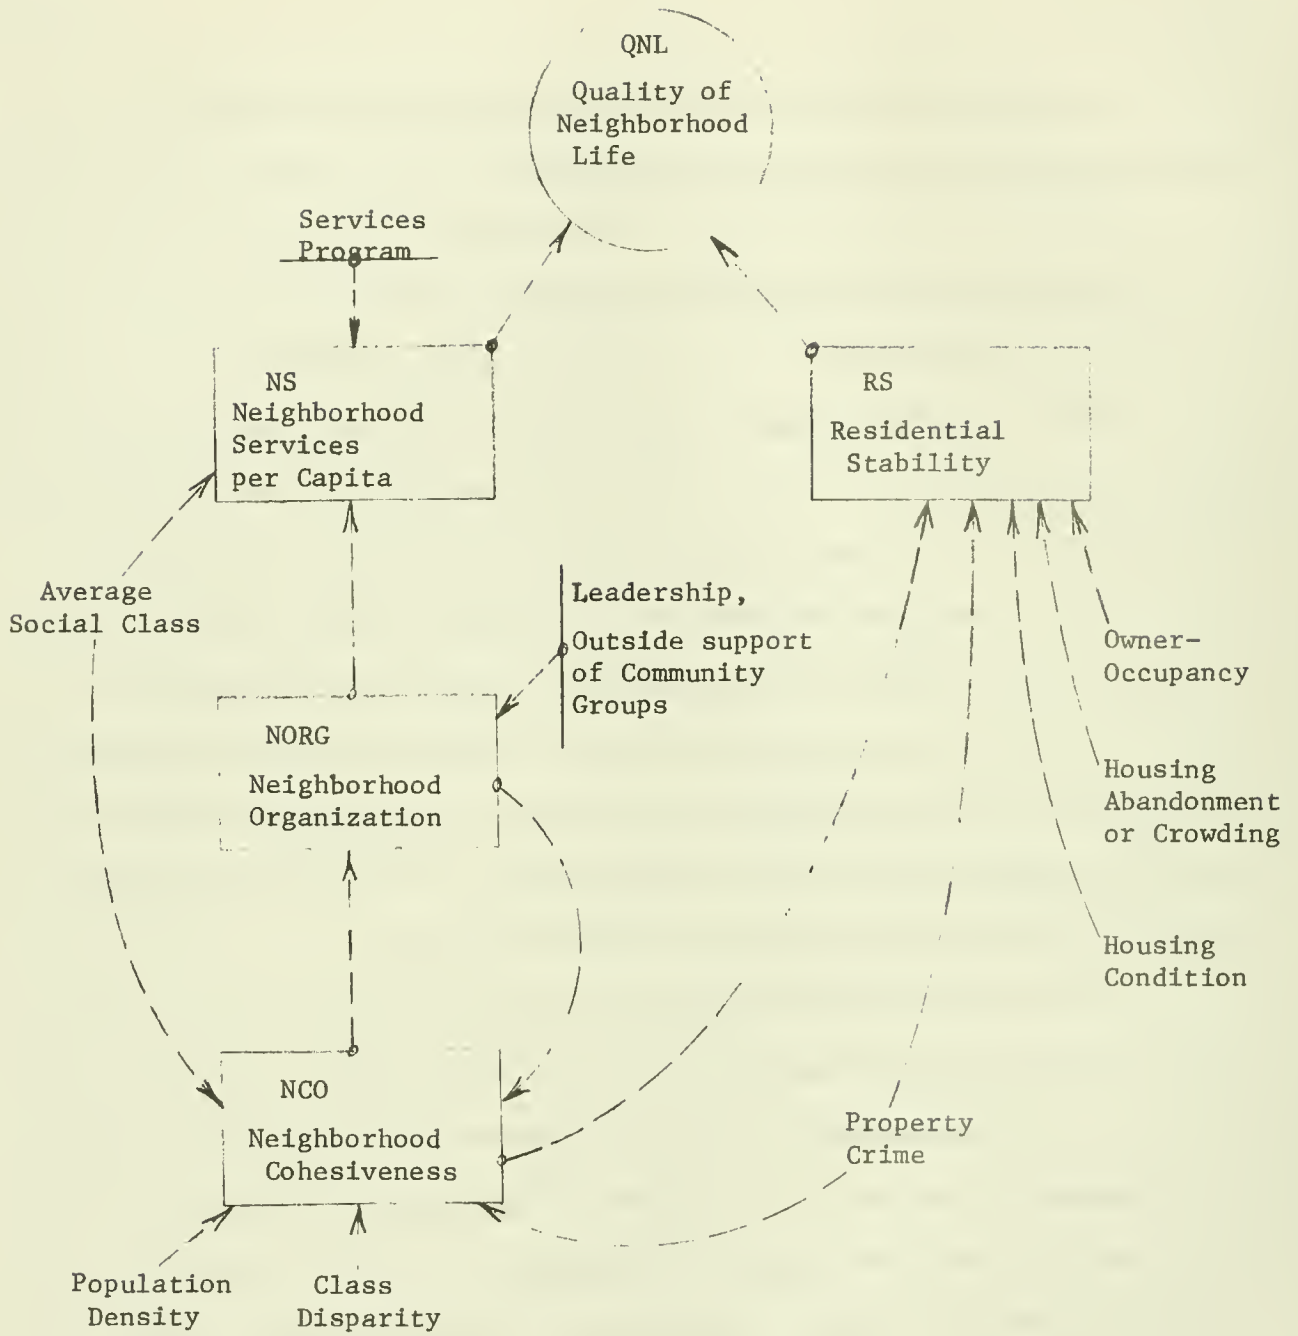 QNL
Quality of
Neighborhood
Life
Services
Program
NS
Neighborhood
Services
per Capita
RS
Residential
Stability
Average
Social Class
Leadership,
Outside support
of Community
Groups
Owner-
Occupancy
NORG
Neighborhood
Organization
Housing
Abandonment
or Crowding
Housing
Condition
NCO
Neighborhood
Cohesiveness
Property
Crime
Population
Density
Class
Disparity